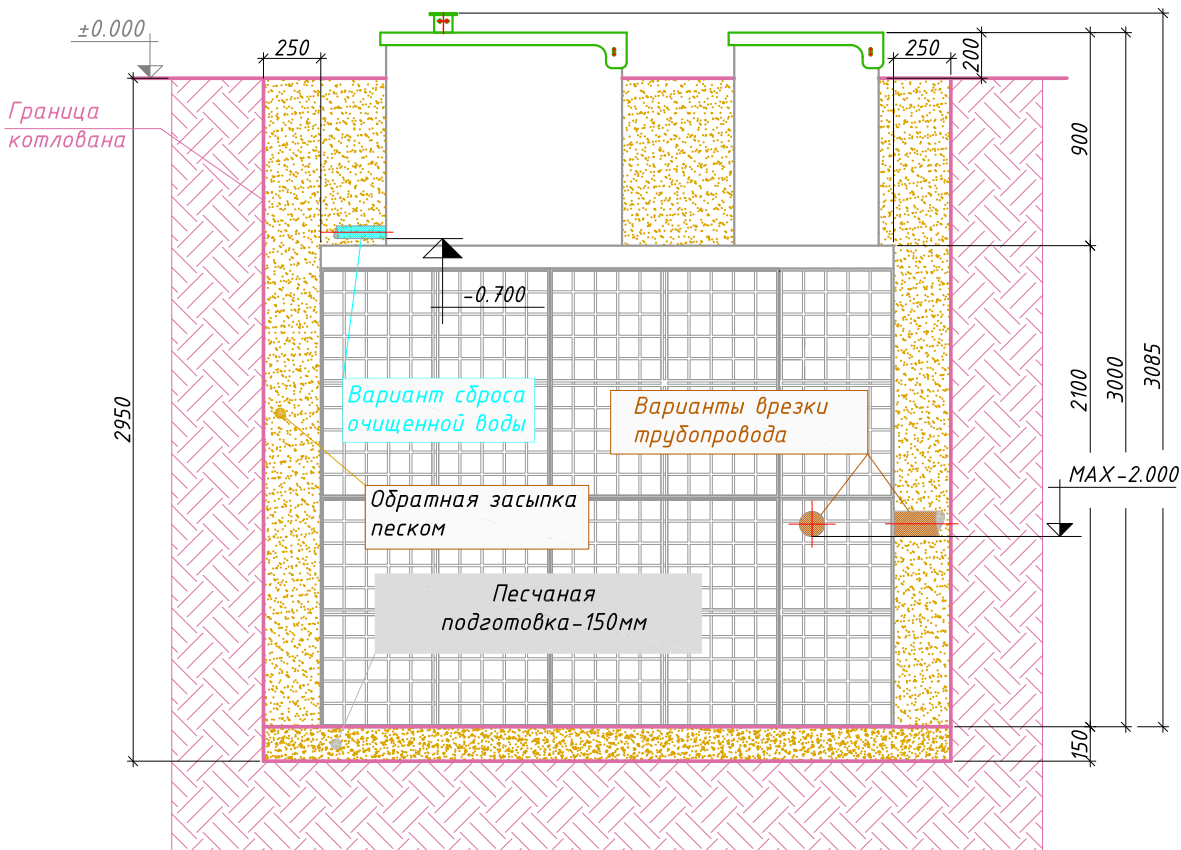 ±0.000
250
250
200
Граница
котлована
900
-0.700
2950
Вариант сброса
очищенной воды
Варианты врезки
трубопровода
2100
3000
3085
MAX-2.000
Обратная засыпка
песком
Песчаная
подготовка-150мм
150